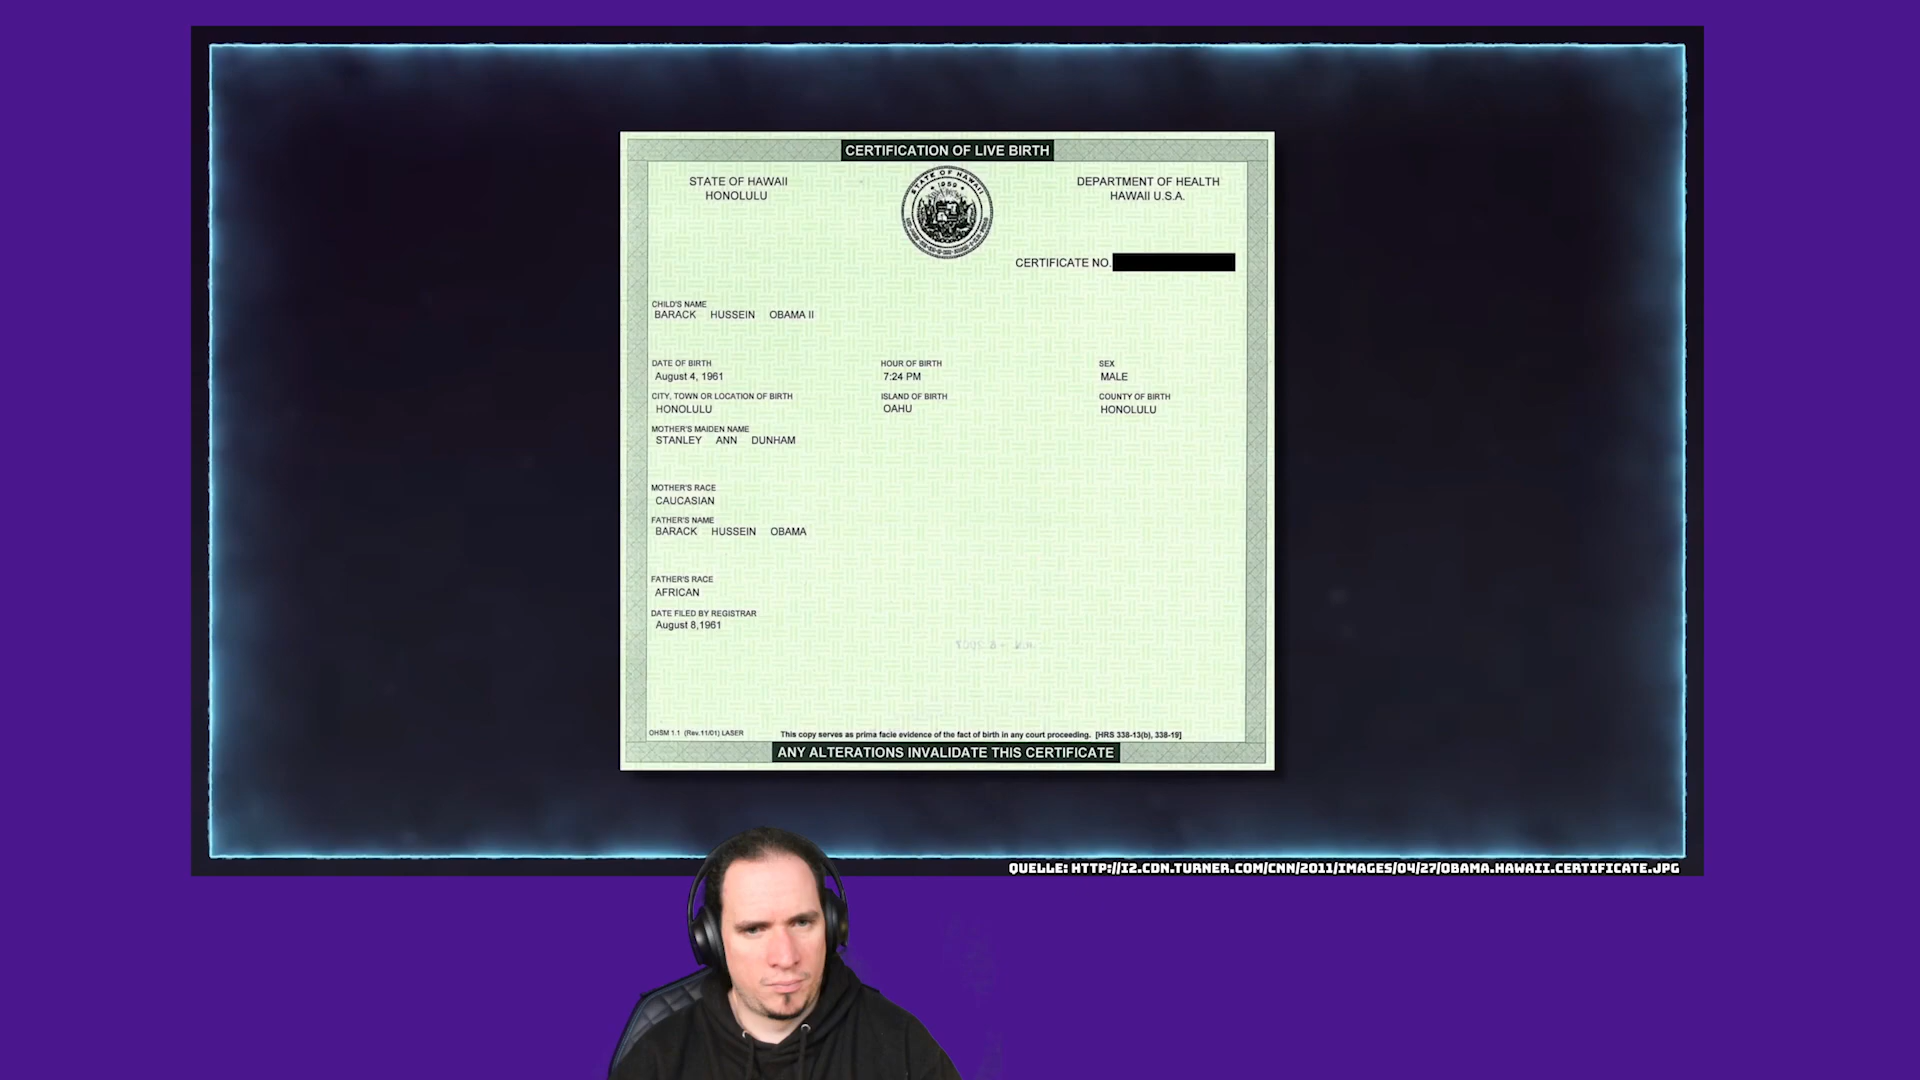 CERTIFICATION OF LIVE BIRTH
STATE OF HAWAII
HONOLULU
STATE OF HAWAII
1959
DEPARTMENT OF HEALTH
HAWAII U.S.A.
CERTIFICATE NO.
CHILD'S NAME
BARACK HUSSEIN OBAMA II
DATE OF BIRTH HOUR OF BIRTH SEX
August 4, 1961 7:24 PM MALE
CITY, TOWN OR LOCATION OF BIRTH ISLAND OF BIRTH COUNTY OF BIRTH
HONOLULU OAHU HONOLULU
MOTHER'S MAIDEN NAME
STANLEY ANN DUNHAM
MOTHER'S RACE
CAUCASIAN
FATHER'S NAME
BARACK HUSSEIN OBAMA
FATHER'S RACE
AFRICAN
DATE FILED BY REGISTRAR
August 8,1961
OHSM 1.1 (Rev.11/01) LASER This copy serves as prima facie evidence of the fact of birth in any court proceeding. [HRS 338-13(b), 338-19]
ANY ALTERATIONS INVALIDATE THIS CERTIFICATE
QUELLE: HTTP://I2.CDN.TURNER.COM/CNN/2011/IMAGES/04/27/OBAMA.HAWAII.CERTIFICATE.JPG